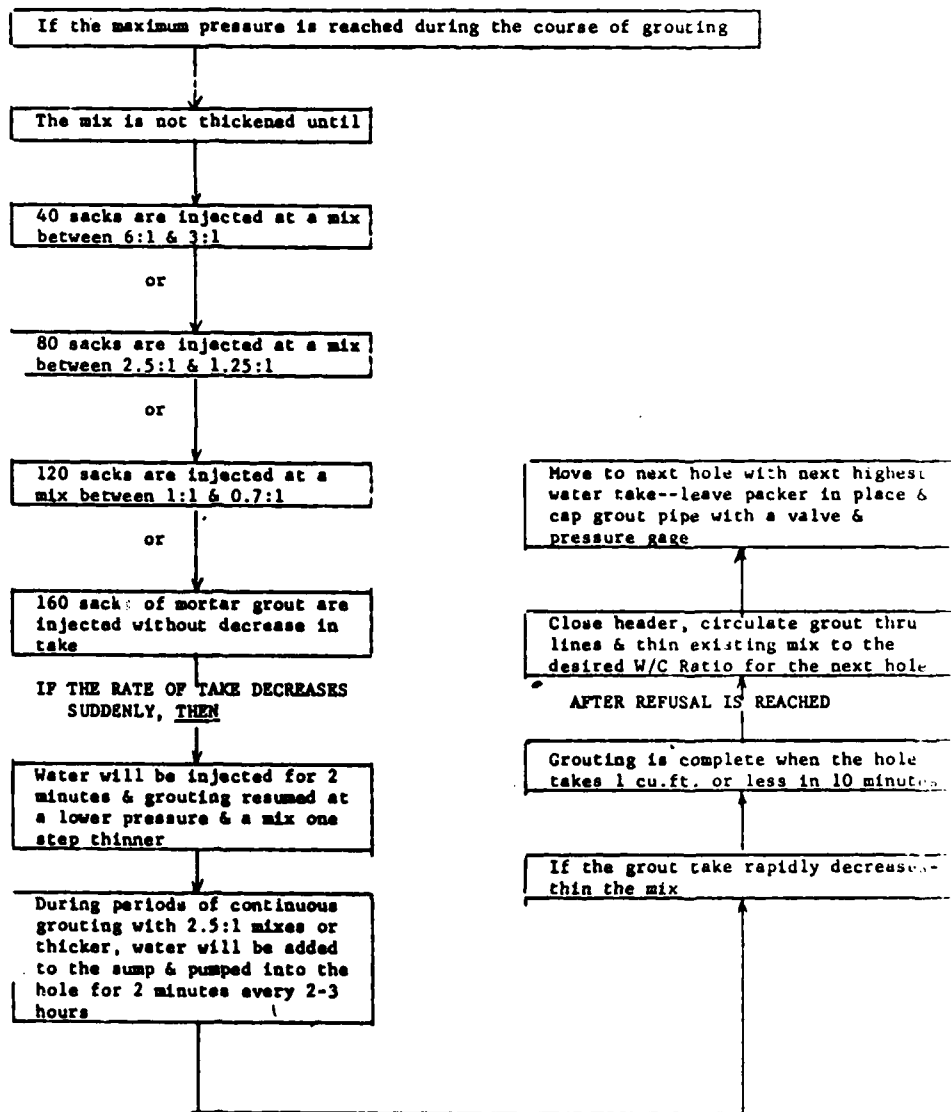 If the maximum pressure is reached during the course of grouting
The mix is not thickened until
40 sacks are injected at a mix
between 6:1 & 3:1
or
80 sacks are injected at a mix
between 2.5:1 & 1.25:1
or
120 sacks are injected at a
mix between 1:1 & 0.7:1
or
160 sacks of mortar grout are
injected without decrease in
take
IF THE RATE OF TAKE DECREASES
SUDDENLY, THEN
Water will be injected for 2
minutes & grouting resumed at
a lower pressure & a mix one
step thinner
During periods of continuous
grouting with 2.5:1 mixes or
thicker, water will be added
to the sump & pumped into the
hole for 2 minutes every 2-3
hours
If the grout take rapidly decreases-
thin the mix
Grouting is complete when the hole
takes 1 cu.ft. or less in 10 minutes
AFTER REFUSAL IS REACHED
Close header, circulate grout thru
lines & thin existing mix to the
desired W/C Ratio for the next hole
Move to next hole with next highest
water take--leave packer in place &
cap grout pipe with a valve &
pressure gage